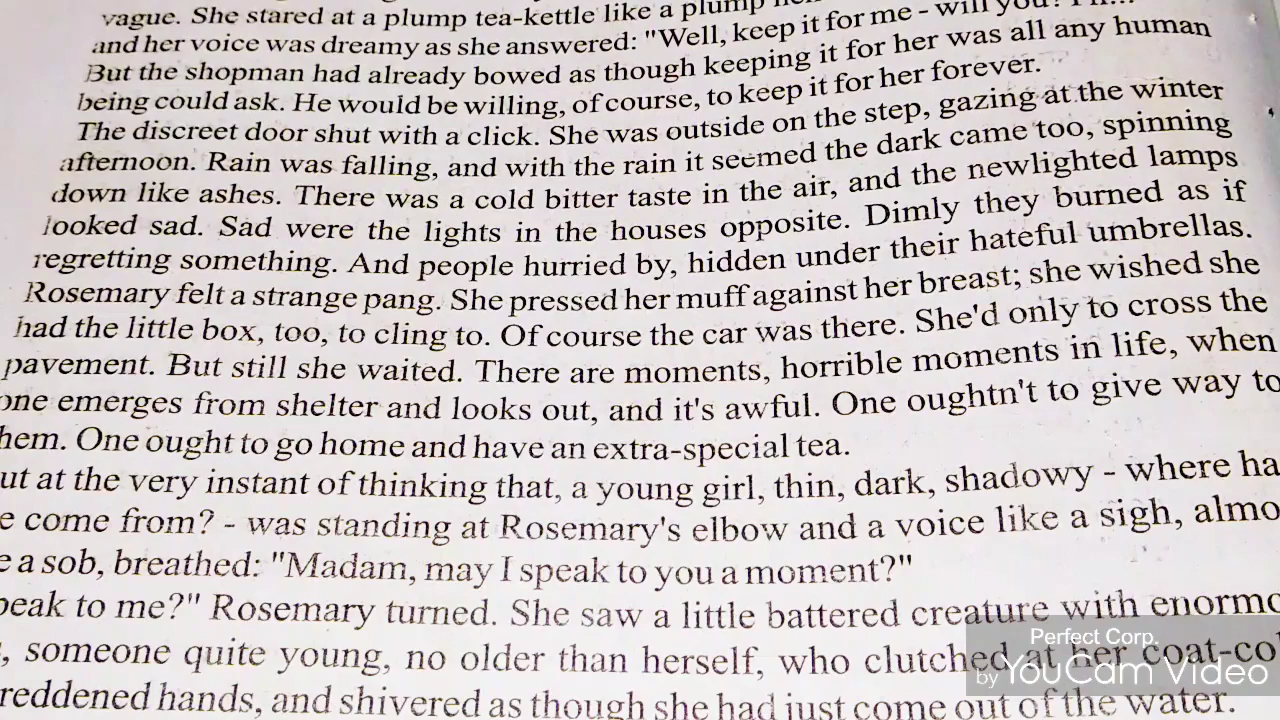 vague. She stared at a plump tea-kettle like a plump
and her voice was dreamy as she answered: "Well, keep it for me - will you?
But the shopman had already bowed as though keeping it for her was all any human
being could ask. He would be willing, of course, to keep it for her forever.
The discreet door shut with a click. She was outside on the step, gazing at the winter
afternoon. Rain was falling, and with the rain it seemed the dark came too, spinning
down like ashes. There was a cold bitter taste in the air, and the newlighted lamps
looked sad. Sad were the lights in the houses opposite. Dimly they burned as if
regretting something. And people hurried by, hidden under their hateful umbrellas.
Rosemary felt a strange pang. She pressed her muff against her breast; she wished she
had the little box, too, to cling to. Of course the car was there. She'd only to cross the
pavement. But still she waited. There are moments, horrible moments in life, when
one emerges from shelter and looks out, and it's awful. One oughtn't to give way to
hem. One ought to go home and have an extra-special tea.
ut at the very instant of thinking that, a young girl, thin, dark, shadowy - where ha
e come from? - was standing at Rosemary's elbow and a voice like a sigh, almo
e a sob, breathed: "Madam, may I speak to you a moment?"
peak to me?" Rosemary turned. She saw a little battered creature with enormo
, someone quite young, no older than herself, who clutched at her coat-co
reddened hands, and shivered as though she had just come out of the water.
Perfect Corp.
by YouCam Video